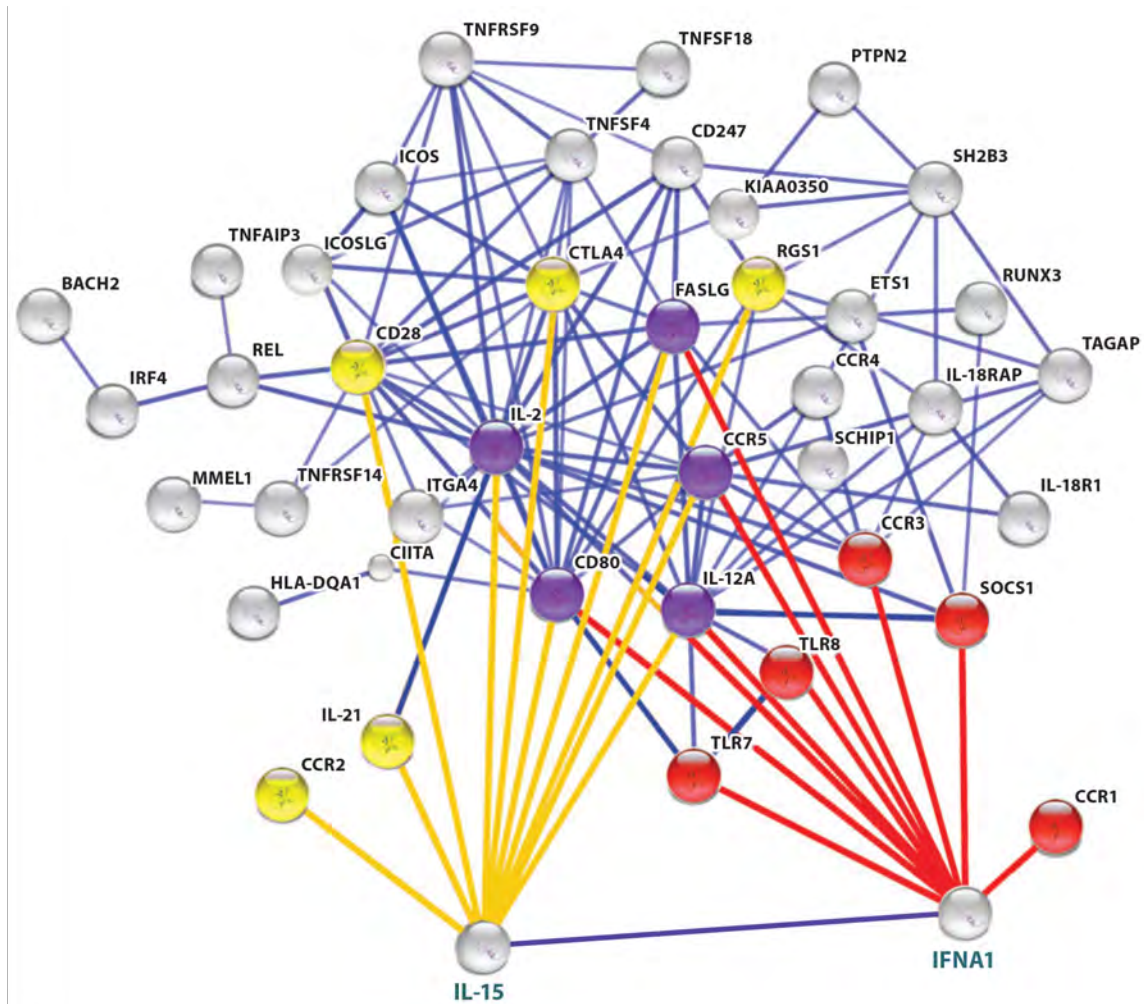 TNFRSF9
TNFSF18
PTPN2
TNFSF4
CD247
ICOS
SH2B3
KIAA0350
TNFAIP3
ICOSLG
CTLA4
RGS1
BACH2
FASLG
ETS1
RUNX3
CD28
REL
CCR4
TAGAP
IRF4
IL-18RAP
IL-2
CCR5
SCHIP1
MMEL1
TNFRSF14
ITGA4
IL-18R1
CCR3
CIITA
HLA-DQA1
CD80
IL-12A
SOCS1
TLR8
IL-21
TLR7
CCR2
CCR1
IFNA1
IL-15